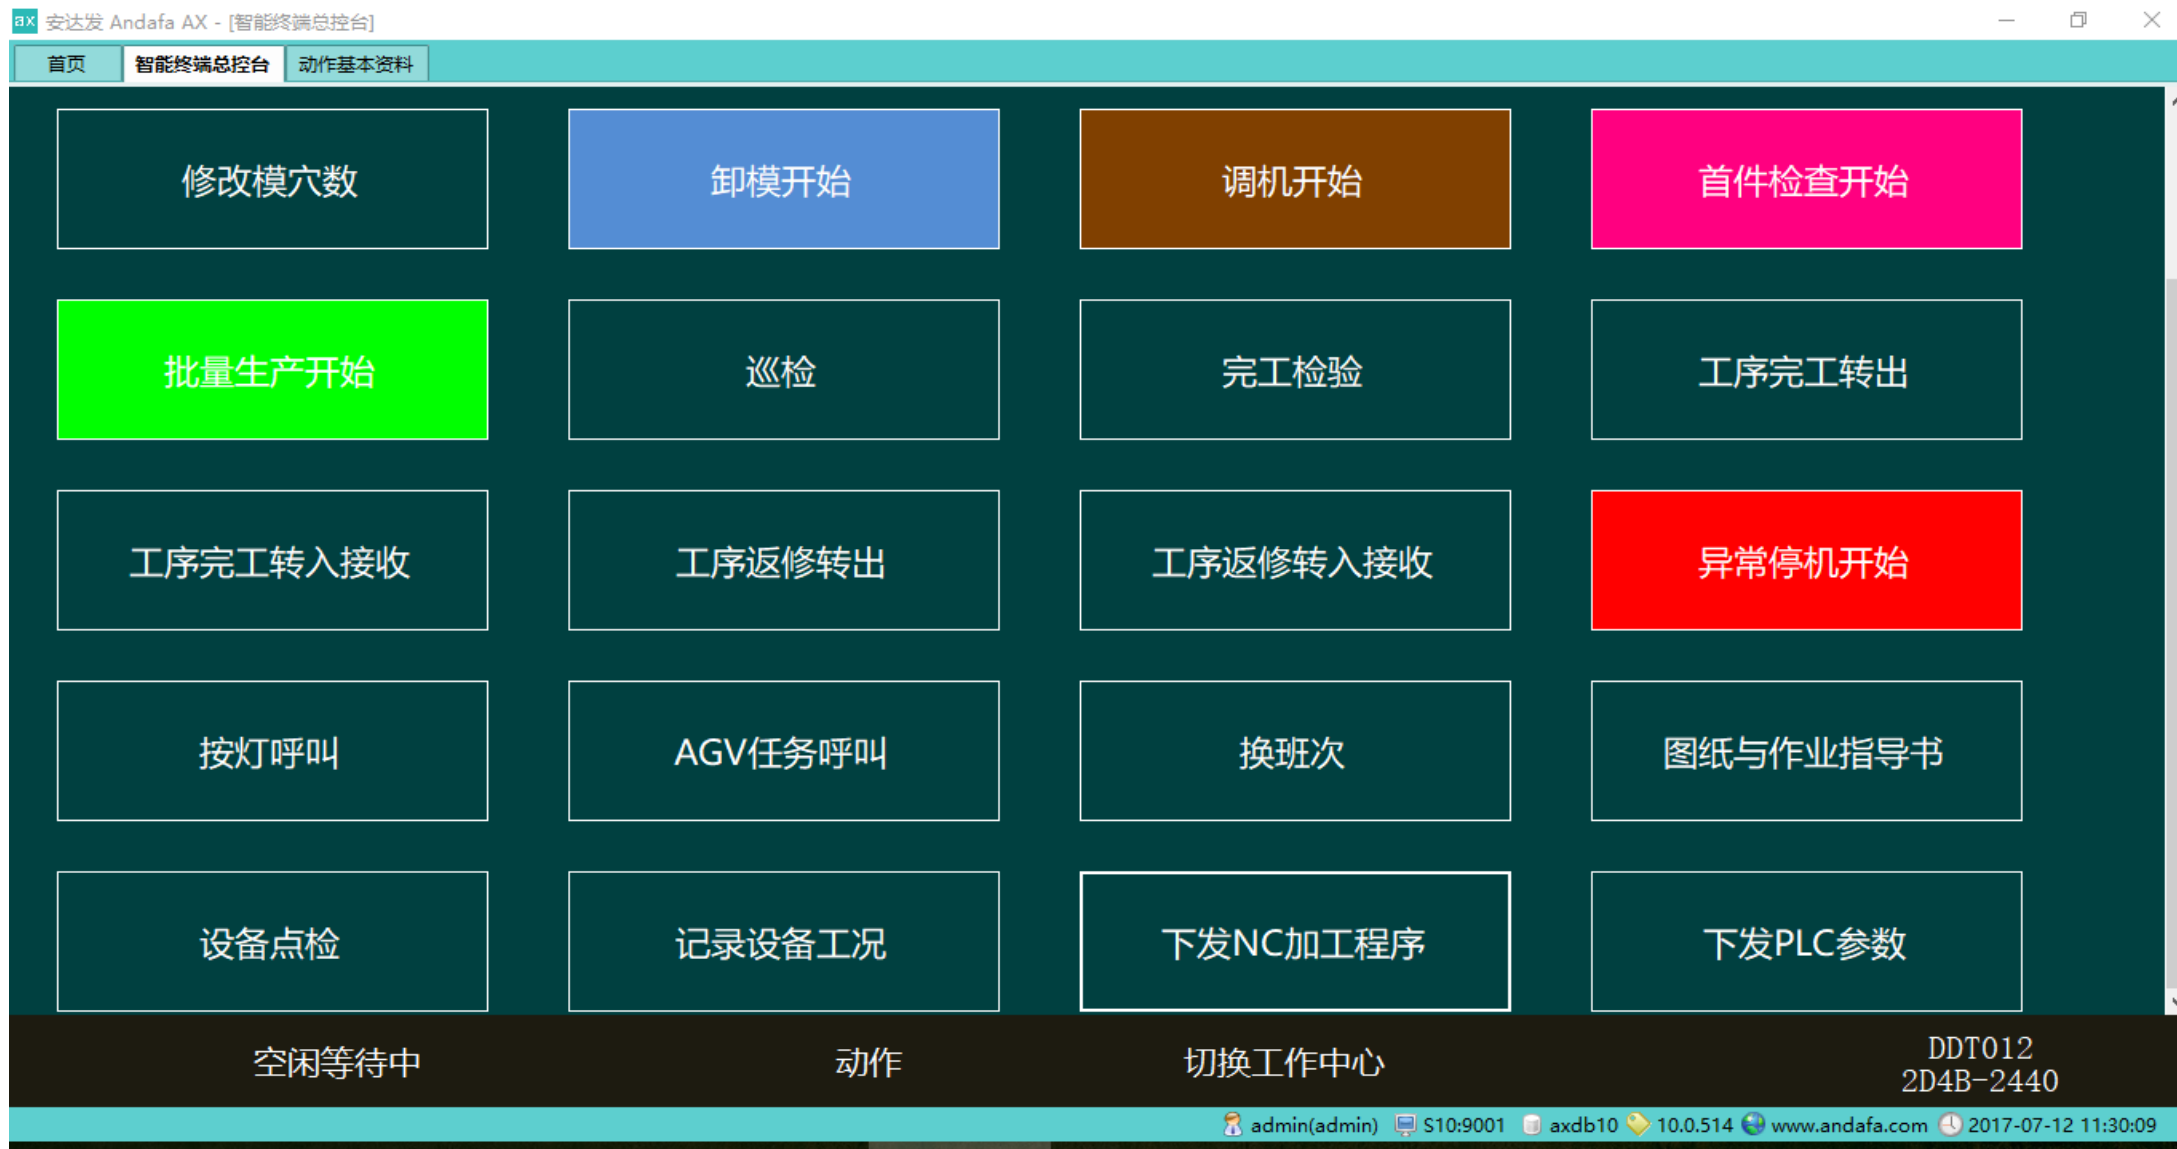 ax 安达发 Andafa AX - [智能终端总控台]
首页 智能终端总控台 动作基本资料
修改模穴数 卸模开始 调机开始 首件检查开始
批量生产开始 巡检 完工检验 工序完工转出
工序完工转入接收 工序返修转出 工序返修转入接收 异常停机开始
按灯呼叫 AGV任务呼叫 换班次 图纸与作业指导书
设备点检 记录设备工况 下发NC加工程序 下发PLC参数
空闲等待中 动作 切换工作中心 DDT012
2D4B-2440
admin(admin) S10:9001 axdb10 10.0.514 www.andafa.com 2017-07-12 11:30:09